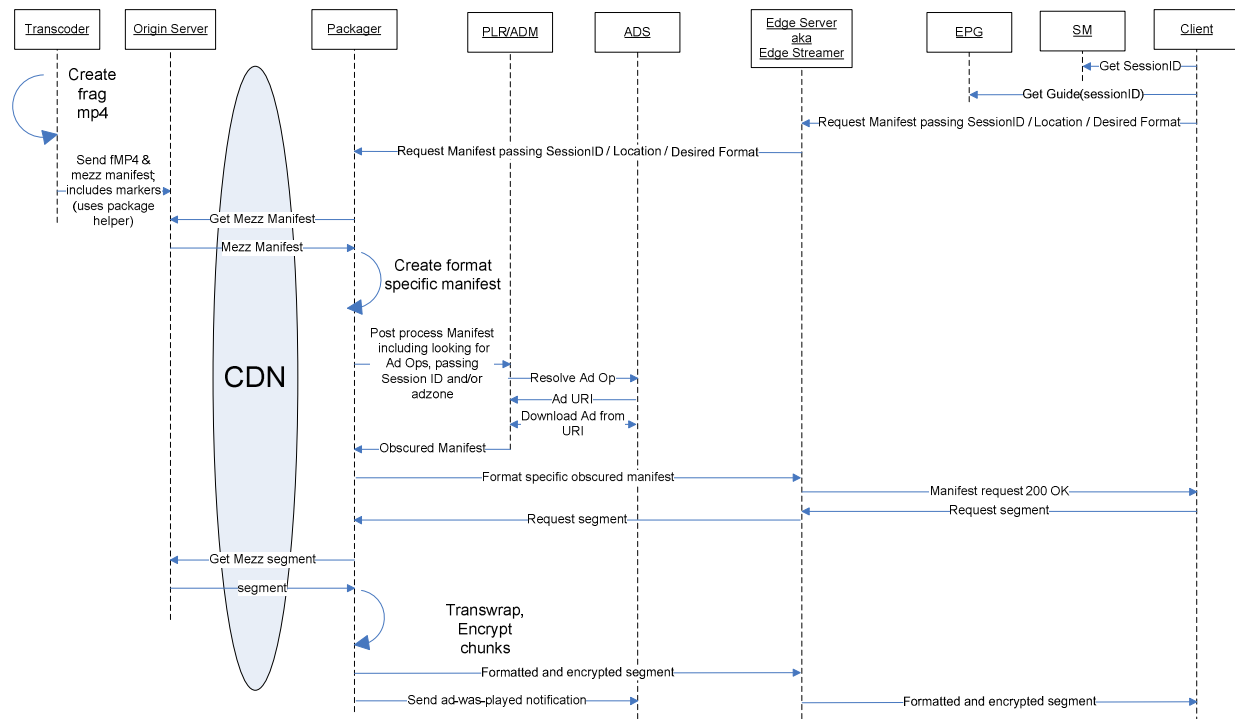 Transcoder
Origin Server
Packager
PLR/ADM
ADS
Edge Server
aka
Edge Streamer
EPG
SM
Client
Create
frag
mp4
Get SessionID
Get Guide(sessionID)
Request Manifest passing SessionID / Location / Desired Format
Request Manifest passing SessionID / Location / Desired Format
Send fMP4 &
mezz manifest;
includes markers
(uses package
helper)
Get Mezz Manifest
Mezz Manifest
Create format
specific manifest
Post process Manifest
including looking for
Ad Ops, passing
Session ID and/or
adzone
Resolve Ad Op
Ad URI
Download Ad from
URI
CDN
Obscured Manifest
Format specific obscured manifest
Manifest request 200 OK
Request segment
Request segment
Get Mezz segment
segment
Transwrap,
Encrypt
chunks
Formatted and encrypted segment
Send ad-was-played notification
Formatted and encrypted segment